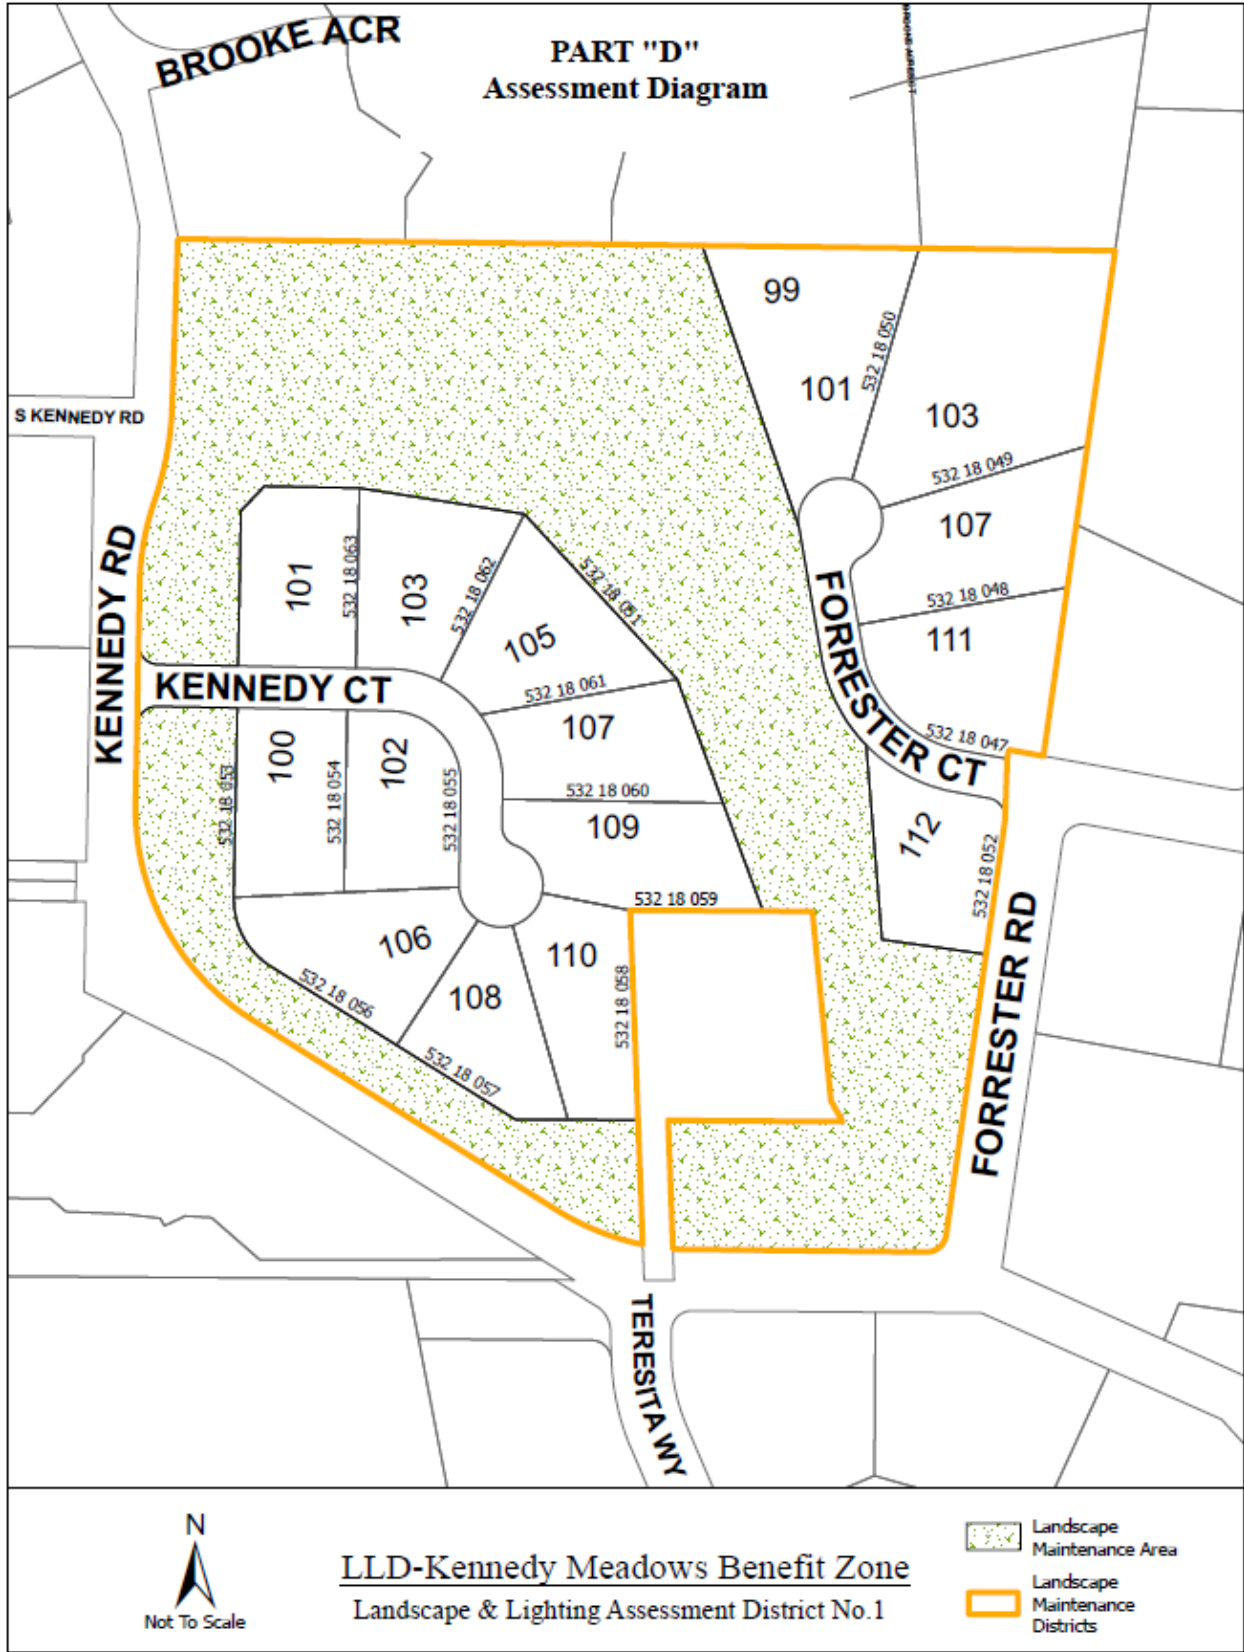 BROOKE ACR
PART "D"
Assessment Diagram
99
532 18 050
101
103
S KENNEDY RD
532 18 049
107
KENNEDY RD
101
532 18 063
103
532 18 062
532 18 051
532 18 048
111
105
FORRESTER CT
KENNEDY CT
532 18 061
107
532 18 047
100
532 18 053
532 18 054
102
532 18 055
532 18 060
109
112
532 18 052
532 18 059
106
110
532 18 058
FORRESTER RD
532 18 056
108
532 18 057
TERESITA WY
N
Not To Scale
LLD-Kennedy Meadows Benefit Zone
Landscape & Lighting Assessment District No.1
Landscape
Maintenance Area
Landscape
Maintenance
Districts